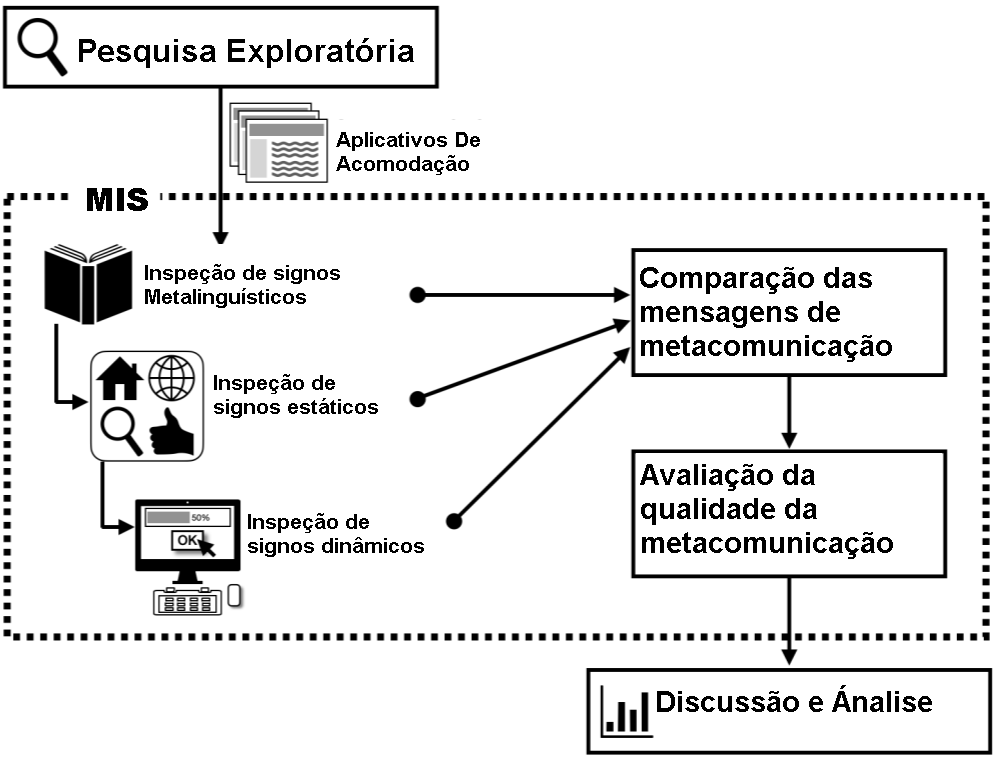 Pesquisa Exploratória
Aplicativos De
Acomodação
MIS
Inspeção de signos
Metalinguísticos
Comparação das
mensagens de
metacomunicação
Inspeção de
signos estáticos
Avaliação da
qualidade da
metacomunicação
50%
OK
Inspeção de
signos dinâmicos
Discussão e Ánalise